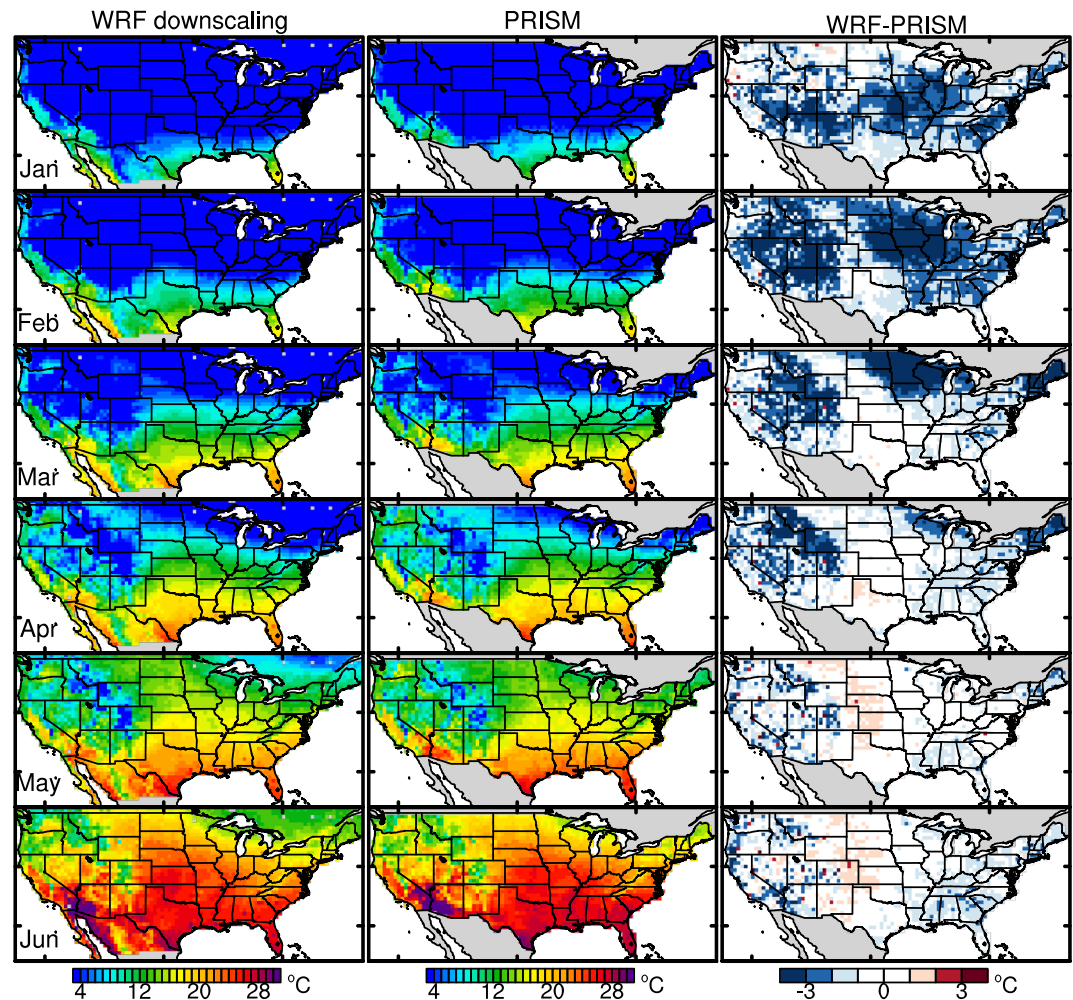 WRF downscaling PRISM WRF-PRISM
Jan
Feb
Mar
Apr
May
Jun
4 12 20 28 °C 4 12 20 28 °C -3 0 3 °C